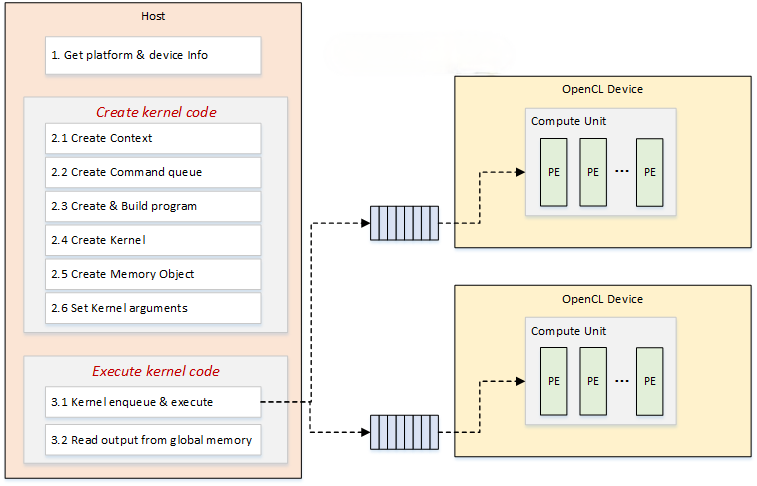 Host
1. Get platform & device Info
Create kernel code
2.1 Create Context
2.2 Create Command queue
2.3 Create & Build program
2.4 Create Kernel
2.5 Create Memory Object
2.6 Set Kernel arguments
Execute kernel code
3.1 Kernel enqueue & execute
3.2 Read output from global memory
OpenCL Device
Compute Unit
PE PE ... PE
OpenCL Device
Compute Unit
PE PE ... PE